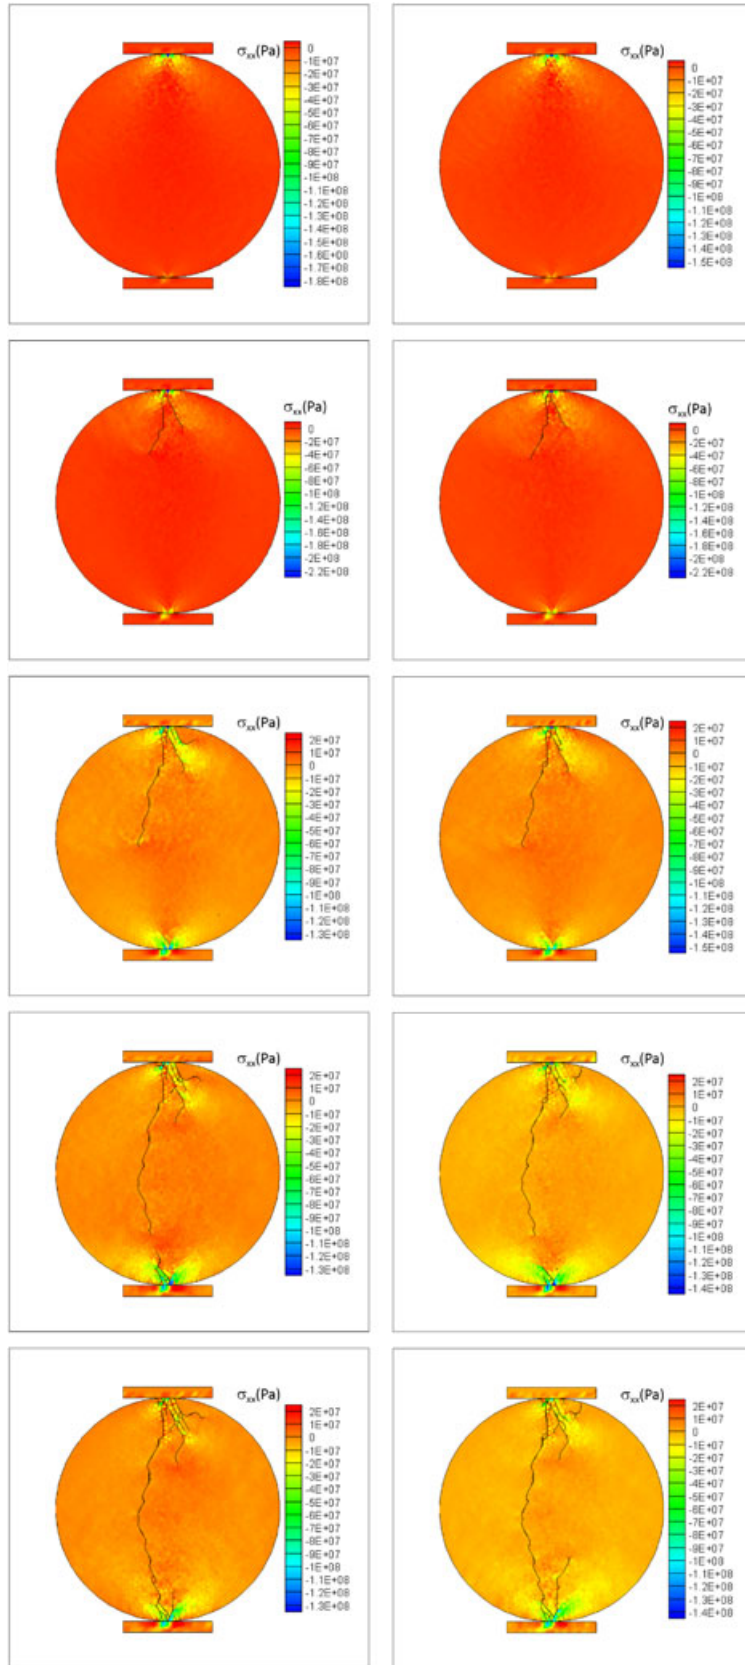 σxx(Pa)
0
-1E+07
-2E+07
-3E+07
-4E+07
-5E+07
-6E+07
-7E+07
-8E+07
-9E+07
-1E+08
-1.1E+08
-1.2E+08
-1.3E+08
-1.4E+08
-1.5E+08
-1.6E+08
-1.7E+08
-1.8E+08
σxx(Pa)
0
-1E+07
-2E+07
-3E+07
-4E+07
-5E+07
-6E+07
-7E+07
-8E+07
-9E+07
-1E+08
-1.1E+08
-1.2E+08
-1.3E+08
-1.4E+08
-1.5E+08
σxx(Pa)
0
-2E+07
-4E+07
-6E+07
-8E+07
-1E+08
-1.2E+08
-1.4E+08
-1.6E+08
-1.8E+08
-2E+08
-2.2E+08
σxx(Pa)
0
-2E+07
-4E+07
-6E+07
-8E+07
-1E+08
-1.2E+08
-1.4E+08
-1.6E+08
-1.8E+08
-2E+08
-2.2E+08
σxx(Pa)
2E+07
1E+07
0
-1E+07
-2E+07
-3E+07
-4E+07
-5E+07
-6E+07
-7E+07
-8E+07
-9E+07
-1E+08
-1.1E+08
-1.2E+08
-1.3E+08
σxx(Pa)
2E+07
1E+07
0
-1E+07
-2E+07
-3E+07
-4E+07
-5E+07
-6E+07
-7E+07
-8E+07
-9E+07
-1E+08
-1.1E+08
-1.2E+08
-1.3E+08
-1.4E+08
-1.5E+08
σxx(Pa)
2E+07
1E+07
0
-1E+07
-2E+07
-3E+07
-4E+07
-5E+07
-6E+07
-7E+07
-8E+07
-9E+07
-1E+08
-1.1E+08
-1.2E+08
-1.3E+08
σxx(Pa)
2E+07
1E+07
0
-1E+07
-2E+07
-3E+07
-4E+07
-5E+07
-6E+07
-7E+07
-8E+07
-9E+07
-1E+08
-1.1E+08
-1.2E+08
-1.3E+08
-1.4E+08
σxx(Pa)
2E+07
1E+07
0
-1E+07
-2E+07
-3E+07
-4E+07
-5E+07
-6E+07
-7E+07
-8E+07
-9E+07
-1E+08
-1.1E+08
-1.2E+08
-1.3E+08
σxx(Pa)
2E+07
1E+07
0
-1E+07
-2E+07
-3E+07
-4E+07
-5E+07
-6E+07
-7E+07
-8E+07
-9E+07
-1E+08
-1.1E+08
-1.2E+08
-1.3E+08
-1.4E+08